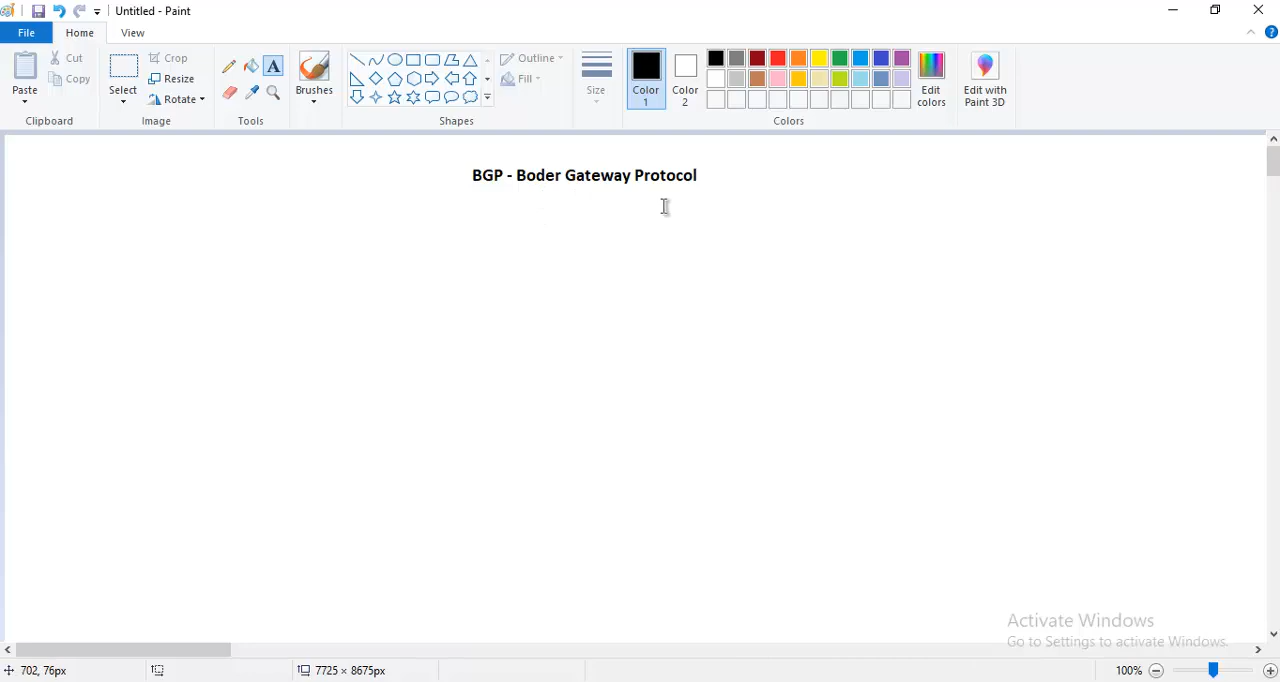 Untitled - Paint
File
Home
View
Paste
Cut
Copy
Clipboard
Select
Crop
Resize
Rotate
Image
A
Tools
Brushes
Shapes
Outline
Fill
Size
Color
1
Color
2
Colors
Edit
colors
Edit with
Paint 3D
BGP - Boder Gateway Protocol
Activate Windows
Go to Settings to activate Windows.
702, 76px
7725 × 8675px
100%